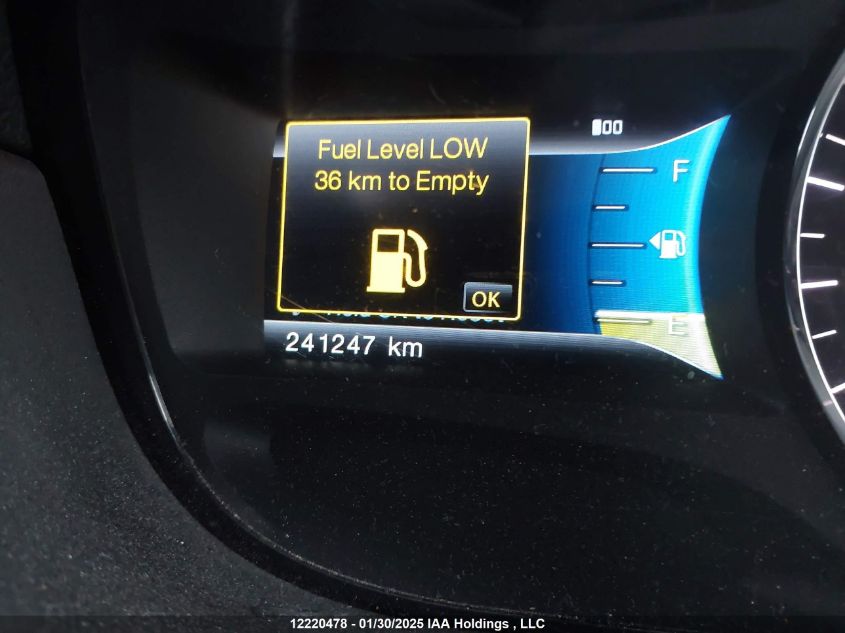 Fuel Level LOW
36 km to Empty
OK
F
E
241247 km
12220478 - 01/30/2025 IAA Holdings , LLC